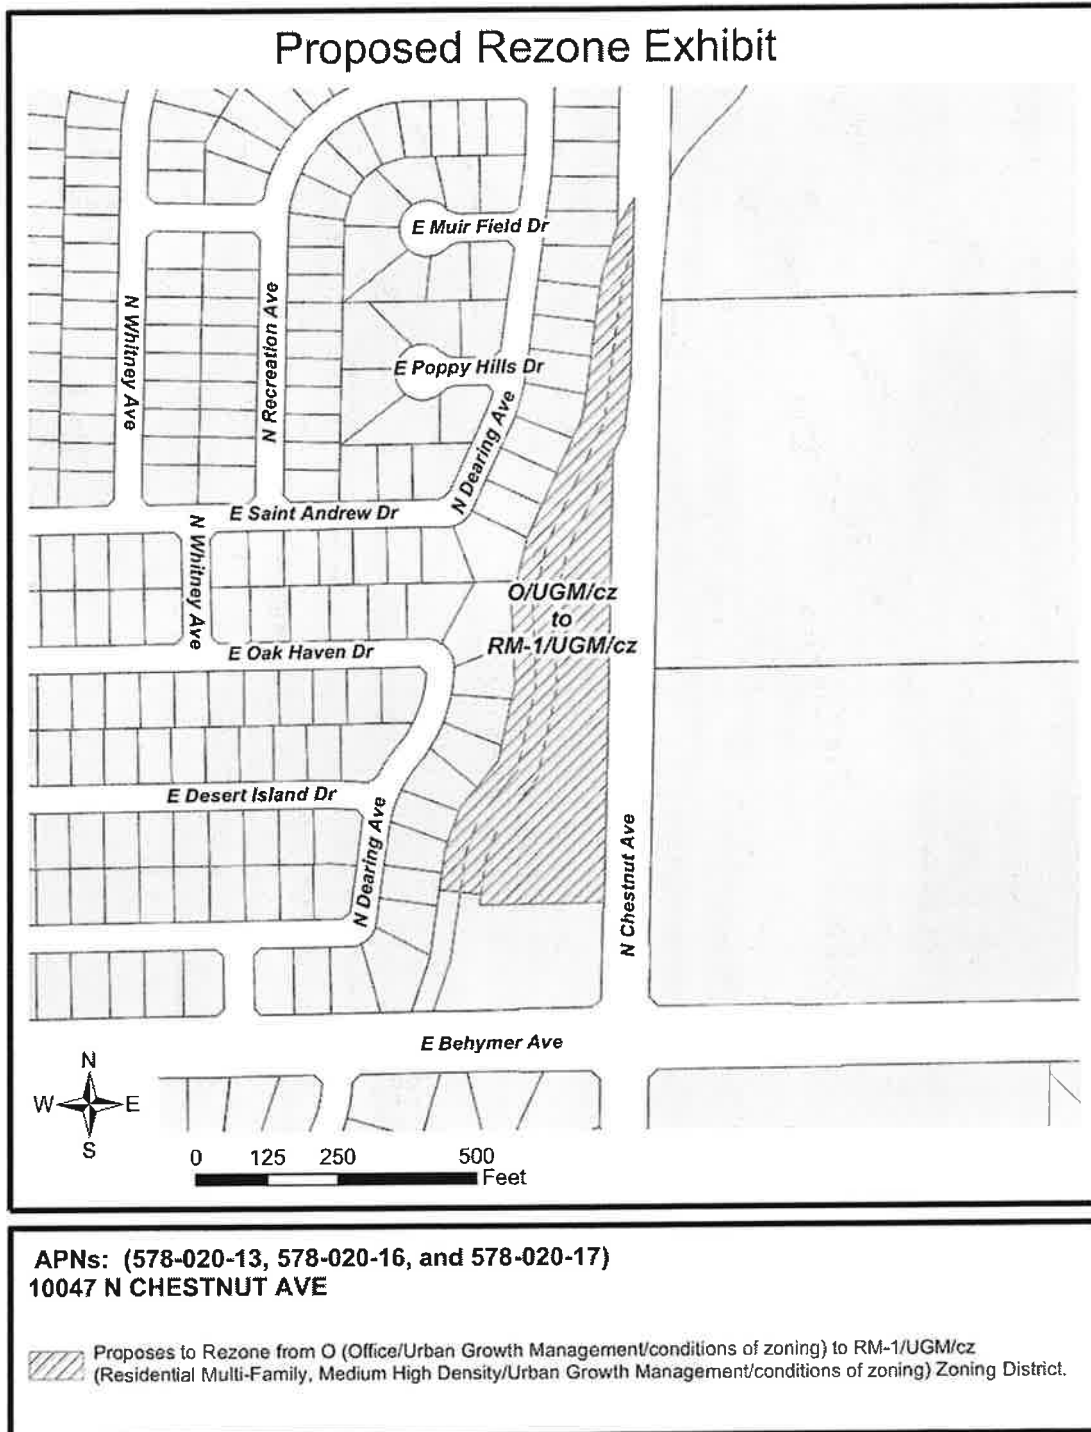 Proposed Rezone Exhibit
E Muir Field Dr
N Whitney Ave
N Recreation Ave
E Poppy Hills Dr
N Dearing Ave
E Saint Andrew Dr
N Whitney Ave
O/UGM/cz
to
RM-1/UGM/cz
E Oak Haven Dr
E Desert Island Dr
N Dearing Ave
N Chestnut Ave
E Behymer Ave
N
W E
S
0 125 250 500
Feet
APNs: (578-020-13, 578-020-16, and 578-020-17)
10047 N CHESTNUT AVE
Proposes to Rezone from O (Office/Urban Growth Management/conditions of zoning) to RM-1/UGM/cz
(Residential Multi-Family, Medium High Density/Urban Growth Management/conditions of zoning) Zoning District.